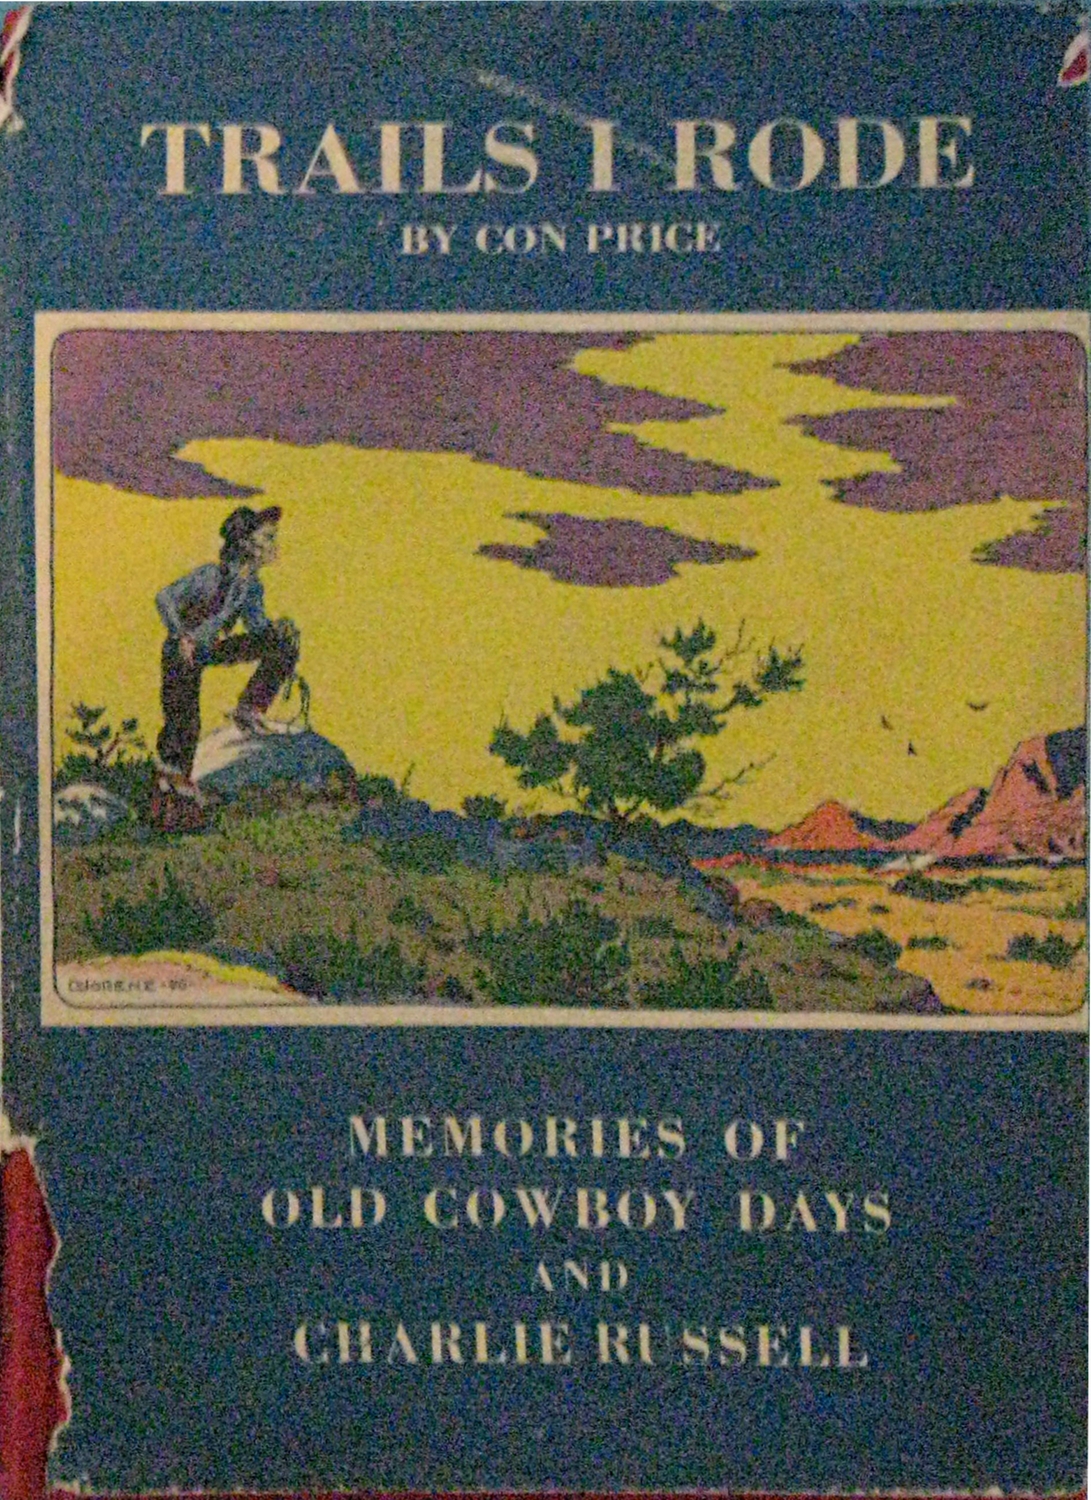 TRAILS I RODE
BY CON PRICE
MEMORIES OF
OLD COWBOY DAYS
AND
CHARLIE RUSSELL